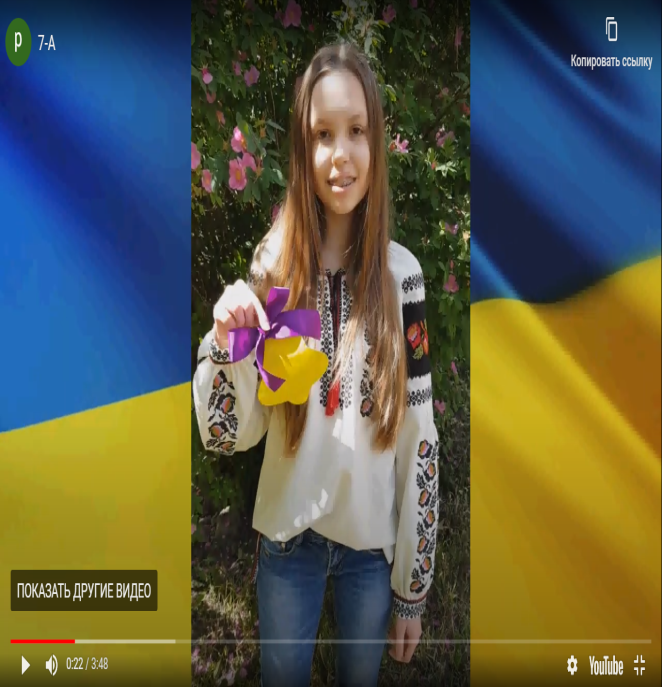 р
7-А
Копировать ссылку
ПОКАЗАТЬ ДРУГИЕ ВИДЕО
0:22 / 3:48
YouTube